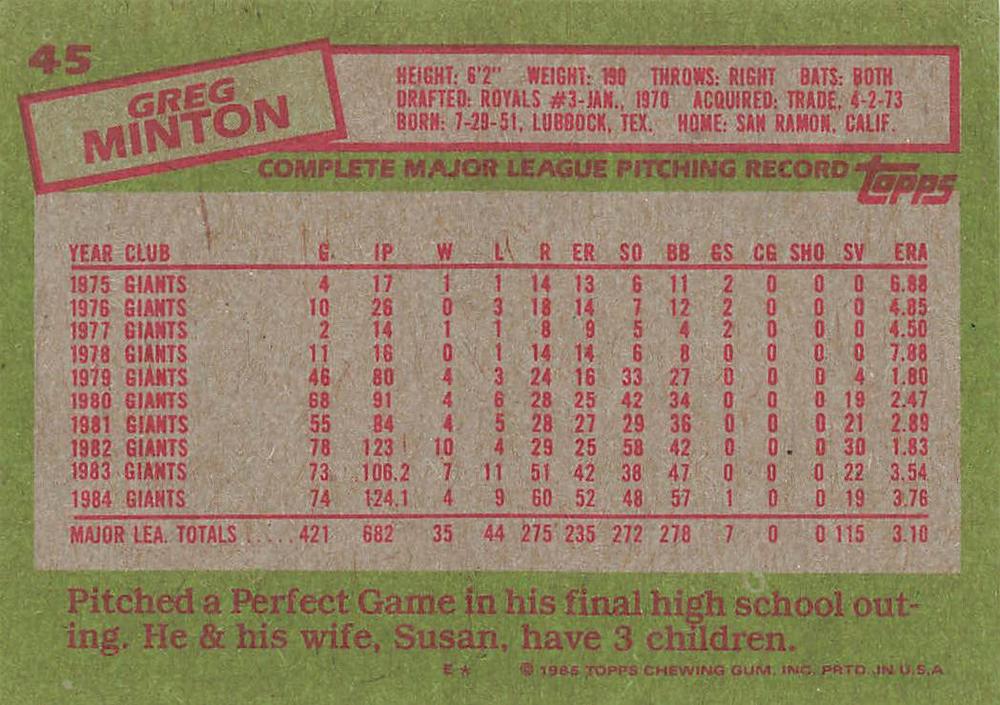 45
GREG
MINTON
HEIGHT: 6'2" WEIGHT: 190 THROWS: RIGHT BATS: BOTH
DRAFTED: ROYALS #3-JAN., 1970 ACQUIRED: TRADE, 4-2-73
BORN: 7-29-51, LUBBOCK, TEX. HOME: SAN RAMON, CALIF.
COMPLETE MAJOR LEAGUE PITCHING RECORD topps
YEAR CLUB G IP W L R ER SO BB GS CG SHO SV ERA
1975 GIANTS 4 17 1 1 14 13 6 11 2 0 0 0 6.88
1976 GIANTS 10 26 0 3 18 14 7 12 2 0 0 0 4.85
1977 GIANTS 2 14 1 1 8 9 5 4 2 0 0 0 4.50
1978 GIANTS 11 16 0 1 14 14 6 8 0 0 0 0 7.88
1979 GIANTS 46 80 4 3 24 16 33 27 0 0 0 4 1.80
1980 GIANTS 68 91 4 6 28 25 42 34 0 0 0 19 2.47
1981 GIANTS 55 84 4 5 28 27 29 36 0 0 0 21 2.89
1982 GIANTS 78 123 10 4 29 25 58 42 0 0 0 30 1.83
1983 GIANTS 73 106.2 7 11 51 42 38 47 0 0 0 22 3.54
1984 GIANTS 74 124.1 4 9 60 52 48 57 1 0 0 19 3.76
MAJOR LEA. TOTALS .....421 682 35 44 275 235 272 278 7 0 0 115 3.10
Pitched a Perfect Game in his final high school out-
ing. He & his wife, Susan, have 3 children.
E★ © 1985 TOPPS CHEWING GUM, INC. PRTD. IN U.S.A